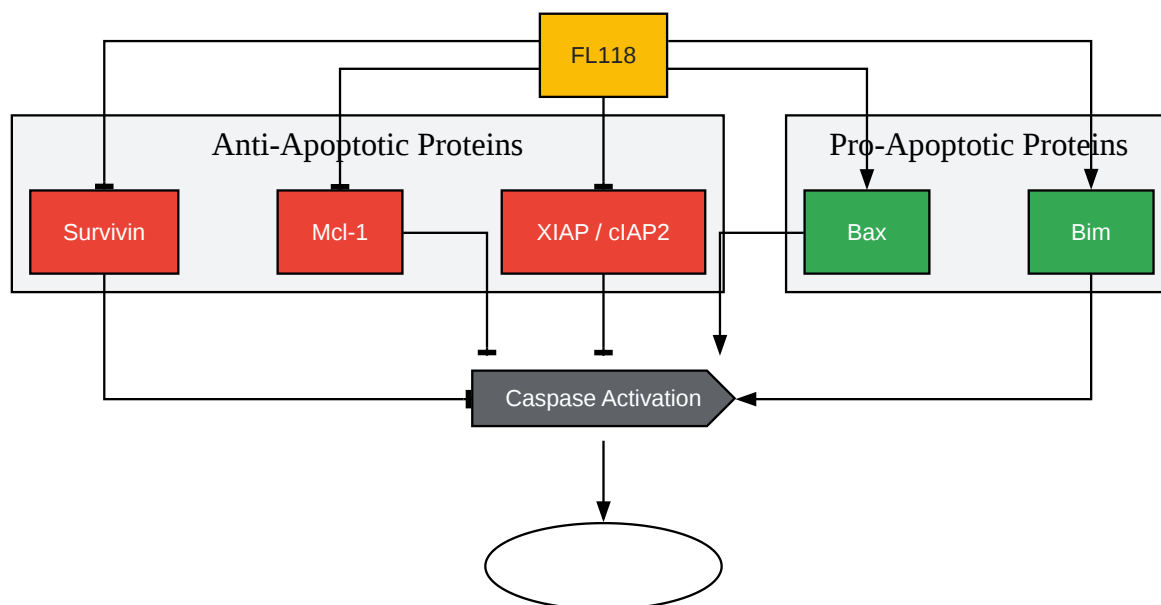 FL118
Anti-Apoptotic Proteins
Pro-Apoptotic Proteins
Survivin
Mcl-1
XIAP / cIAP2
Bax
Bim
Caspase Activation